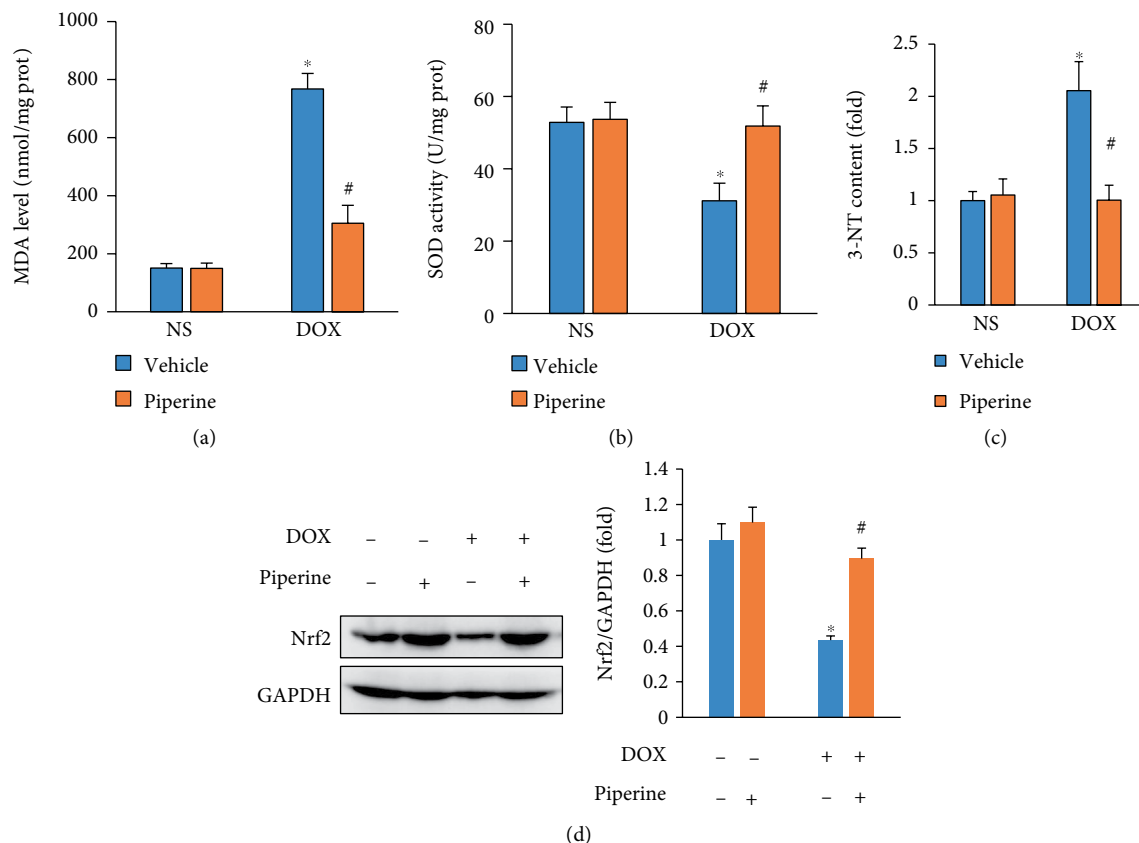 MDA level (nmol/mg prot)
1000
800
600
400
200
0
*
#
NS DOX
Vehicle
Piperine
(a)
SOD activity (U/mg prot)
80
60
40
20
0
*
#
NS DOX
Vehicle
Piperine
(b)
3-NT content (fold)
2.5
2
1.5
1
0.5
0
*
#
NS DOX
Vehicle
Piperine
(c)
DOX – – + +
Piperine – + – +
Nrf2
GAPDH
Nrf2/GAPDH (fold)
1.4
1.2
1
0.8
0.6
0.4
0.2
0
*
#
DOX – – + +
Piperine – + – +
(d)